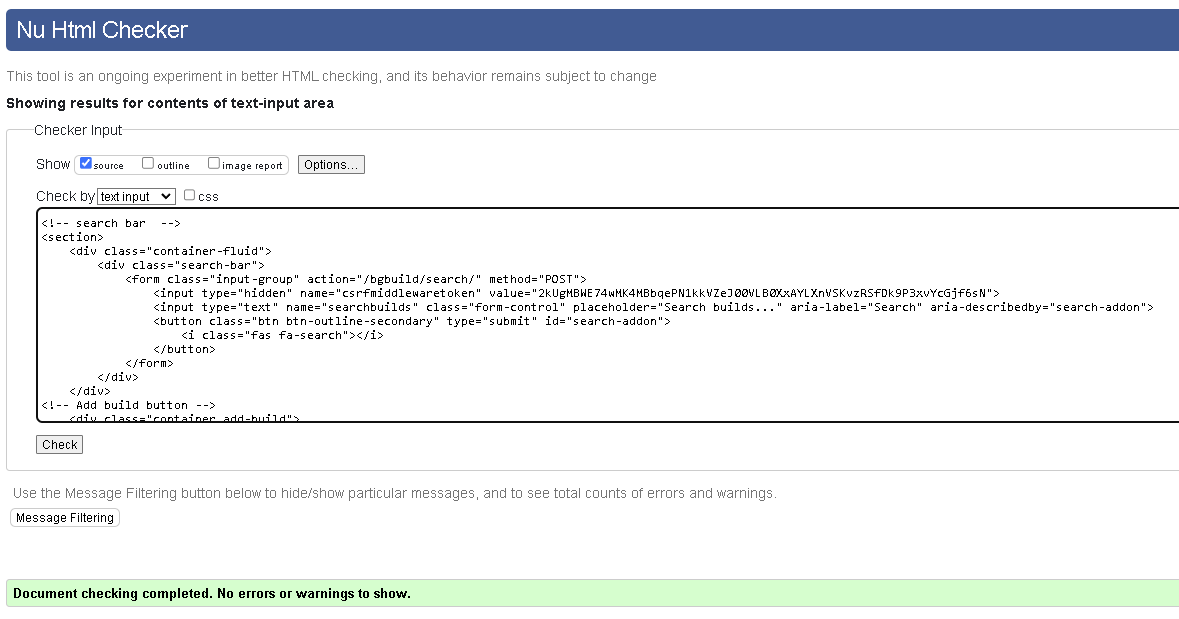 Nu Html Checker
This tool is an ongoing experiment in better HTML checking, and its behavior remains subject to change
Showing results for contents of text-input area
Checker Input
Show source outline image report Options...
Check by text input css
<!-- search bar  -->
<section>
    <div class="container-fluid">
        <div class="search-bar">
            <form class="input-group" action="/bgbuild/search/" method="POST">
                <input type="hidden" name="csrfmiddlewaretoken" value="2kUgMBWE74wMK4MBbqePN1kkVZeJ00VLB0XxAYLXnVSKvzRSfDk9P3xvYcGjf6sN">
                <input type="text" name="searchbuilds" class="form-control" placeholder="Search builds..." aria-label="Search" aria-describedby="search-addon">
                <button class="btn btn-outline-secondary" type="submit" id="search-addon">
                    <i class="fas fa-search"></i>
                </button>
            </form>
        </div>
    </div>
<!-- Add build button -->
    <div class="container add-build">
Check
Use the Message Filtering button below to hide/show particular messages, and to see total counts of errors and warnings.
Message Filtering
Document checking completed. No errors or warnings to show.